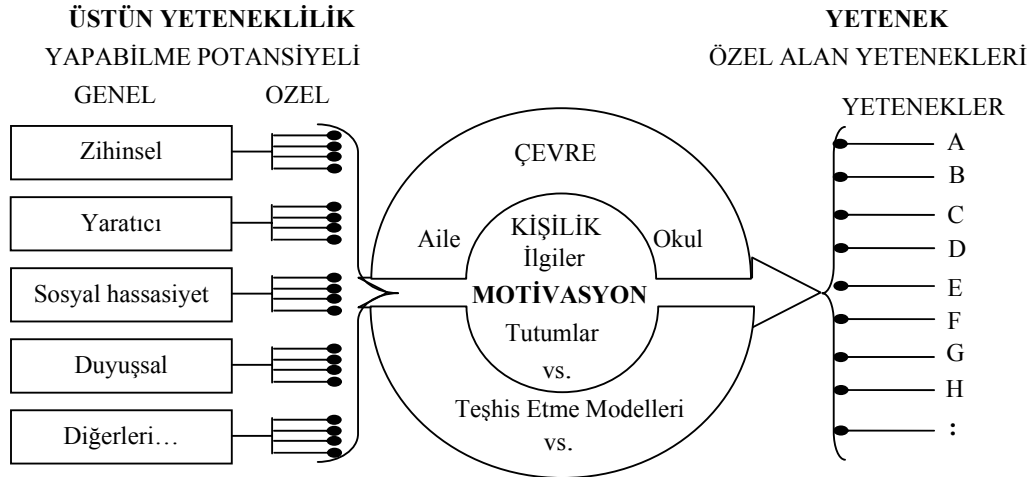 ÜSTÜN YETENEKLİLİK
YAPABİLME POTANSİYELİ
GENEL
OZEL
Zihinsel
Yaratıcı
Sosyal hassasiyet
Duyuşsal
Diğerleri…
ÇEVRE
Aile
Okul
KİŞİLİK
İlgiler
MOTİVASYON
Tutumlar
vs.
Teşhis Etme Modelleri
vs.
YETENEK
ÖZEL ALAN YETENEKLERİ
YETENEKLER
A
B
C
D
E
F
G
H
: